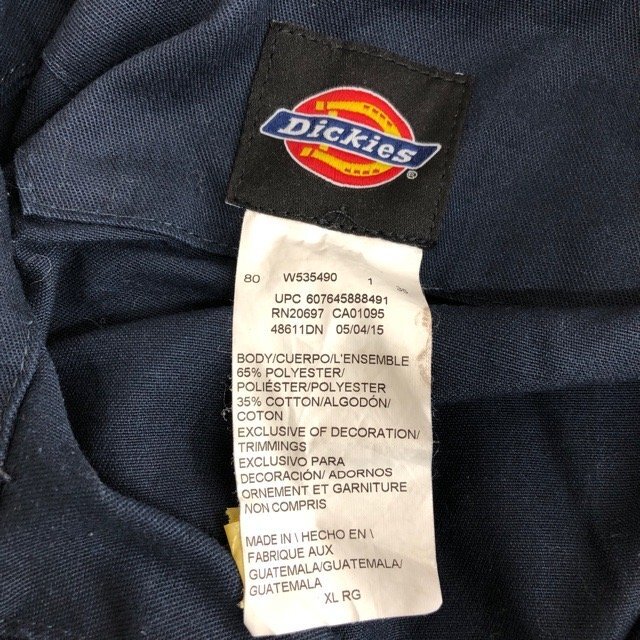 Dickies ®
80 W535490 1 38
UPC 607645888491
RN20697 CA01095
48611DN 05/04/15
BODY/CUERPO/L'ENSEMBLE
65% POLYESTER/
POLIÉSTER/POLYESTER
35% COTTON/ALGODÓN/
COTON
EXCLUSIVE OF DECORATION/
TRIMMINGS
EXCLUSIVO PARA
DECORACIÓN/ ADORNOS
ORNEMENT ET GARNITURE
NON COMPRIS
MADE IN \ HECHO EN \
FABRIQUE AUX
GUATEMALA/GUATEMALA/
GUATEMALA
XL RG